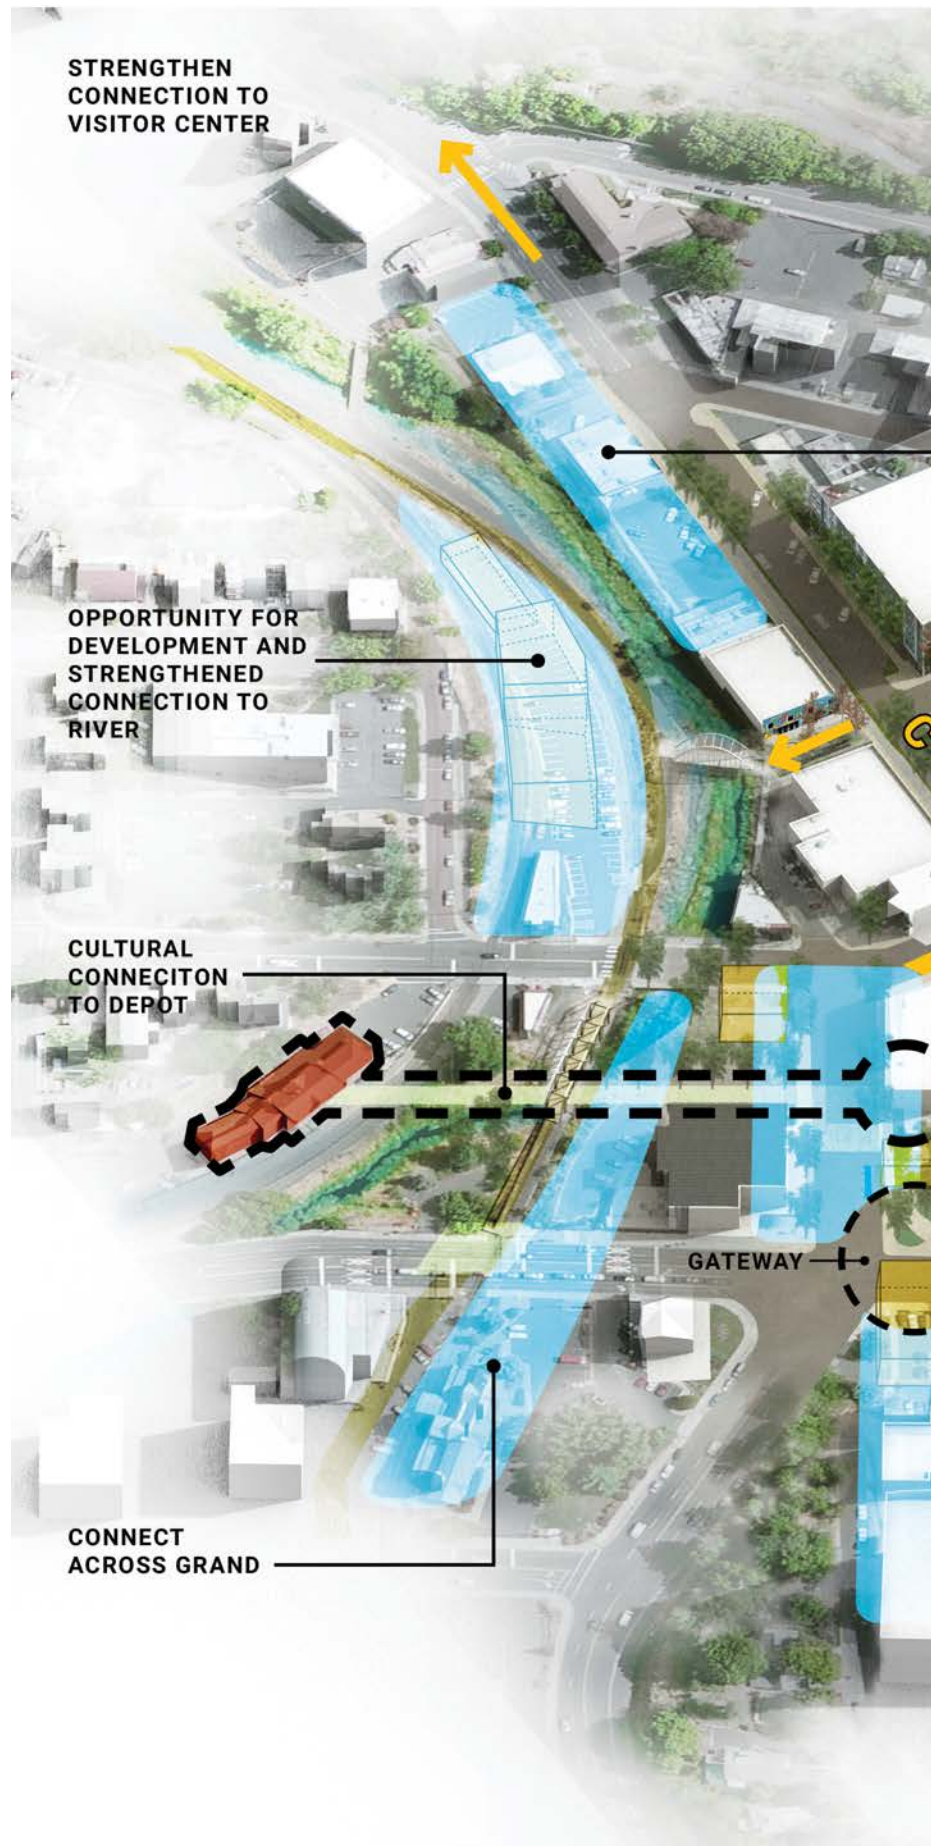 STRENGTHEN
CONNECTION TO
VISITOR CENTER
OPPORTUNITY FOR
DEVELOPMENT AND
STRENGTHENED
CONNECTION TO
RIVER
C
CULTURAL
CONNECITON
TO DEPOT
GATEWAY
CONNECT
ACROSS GRAND